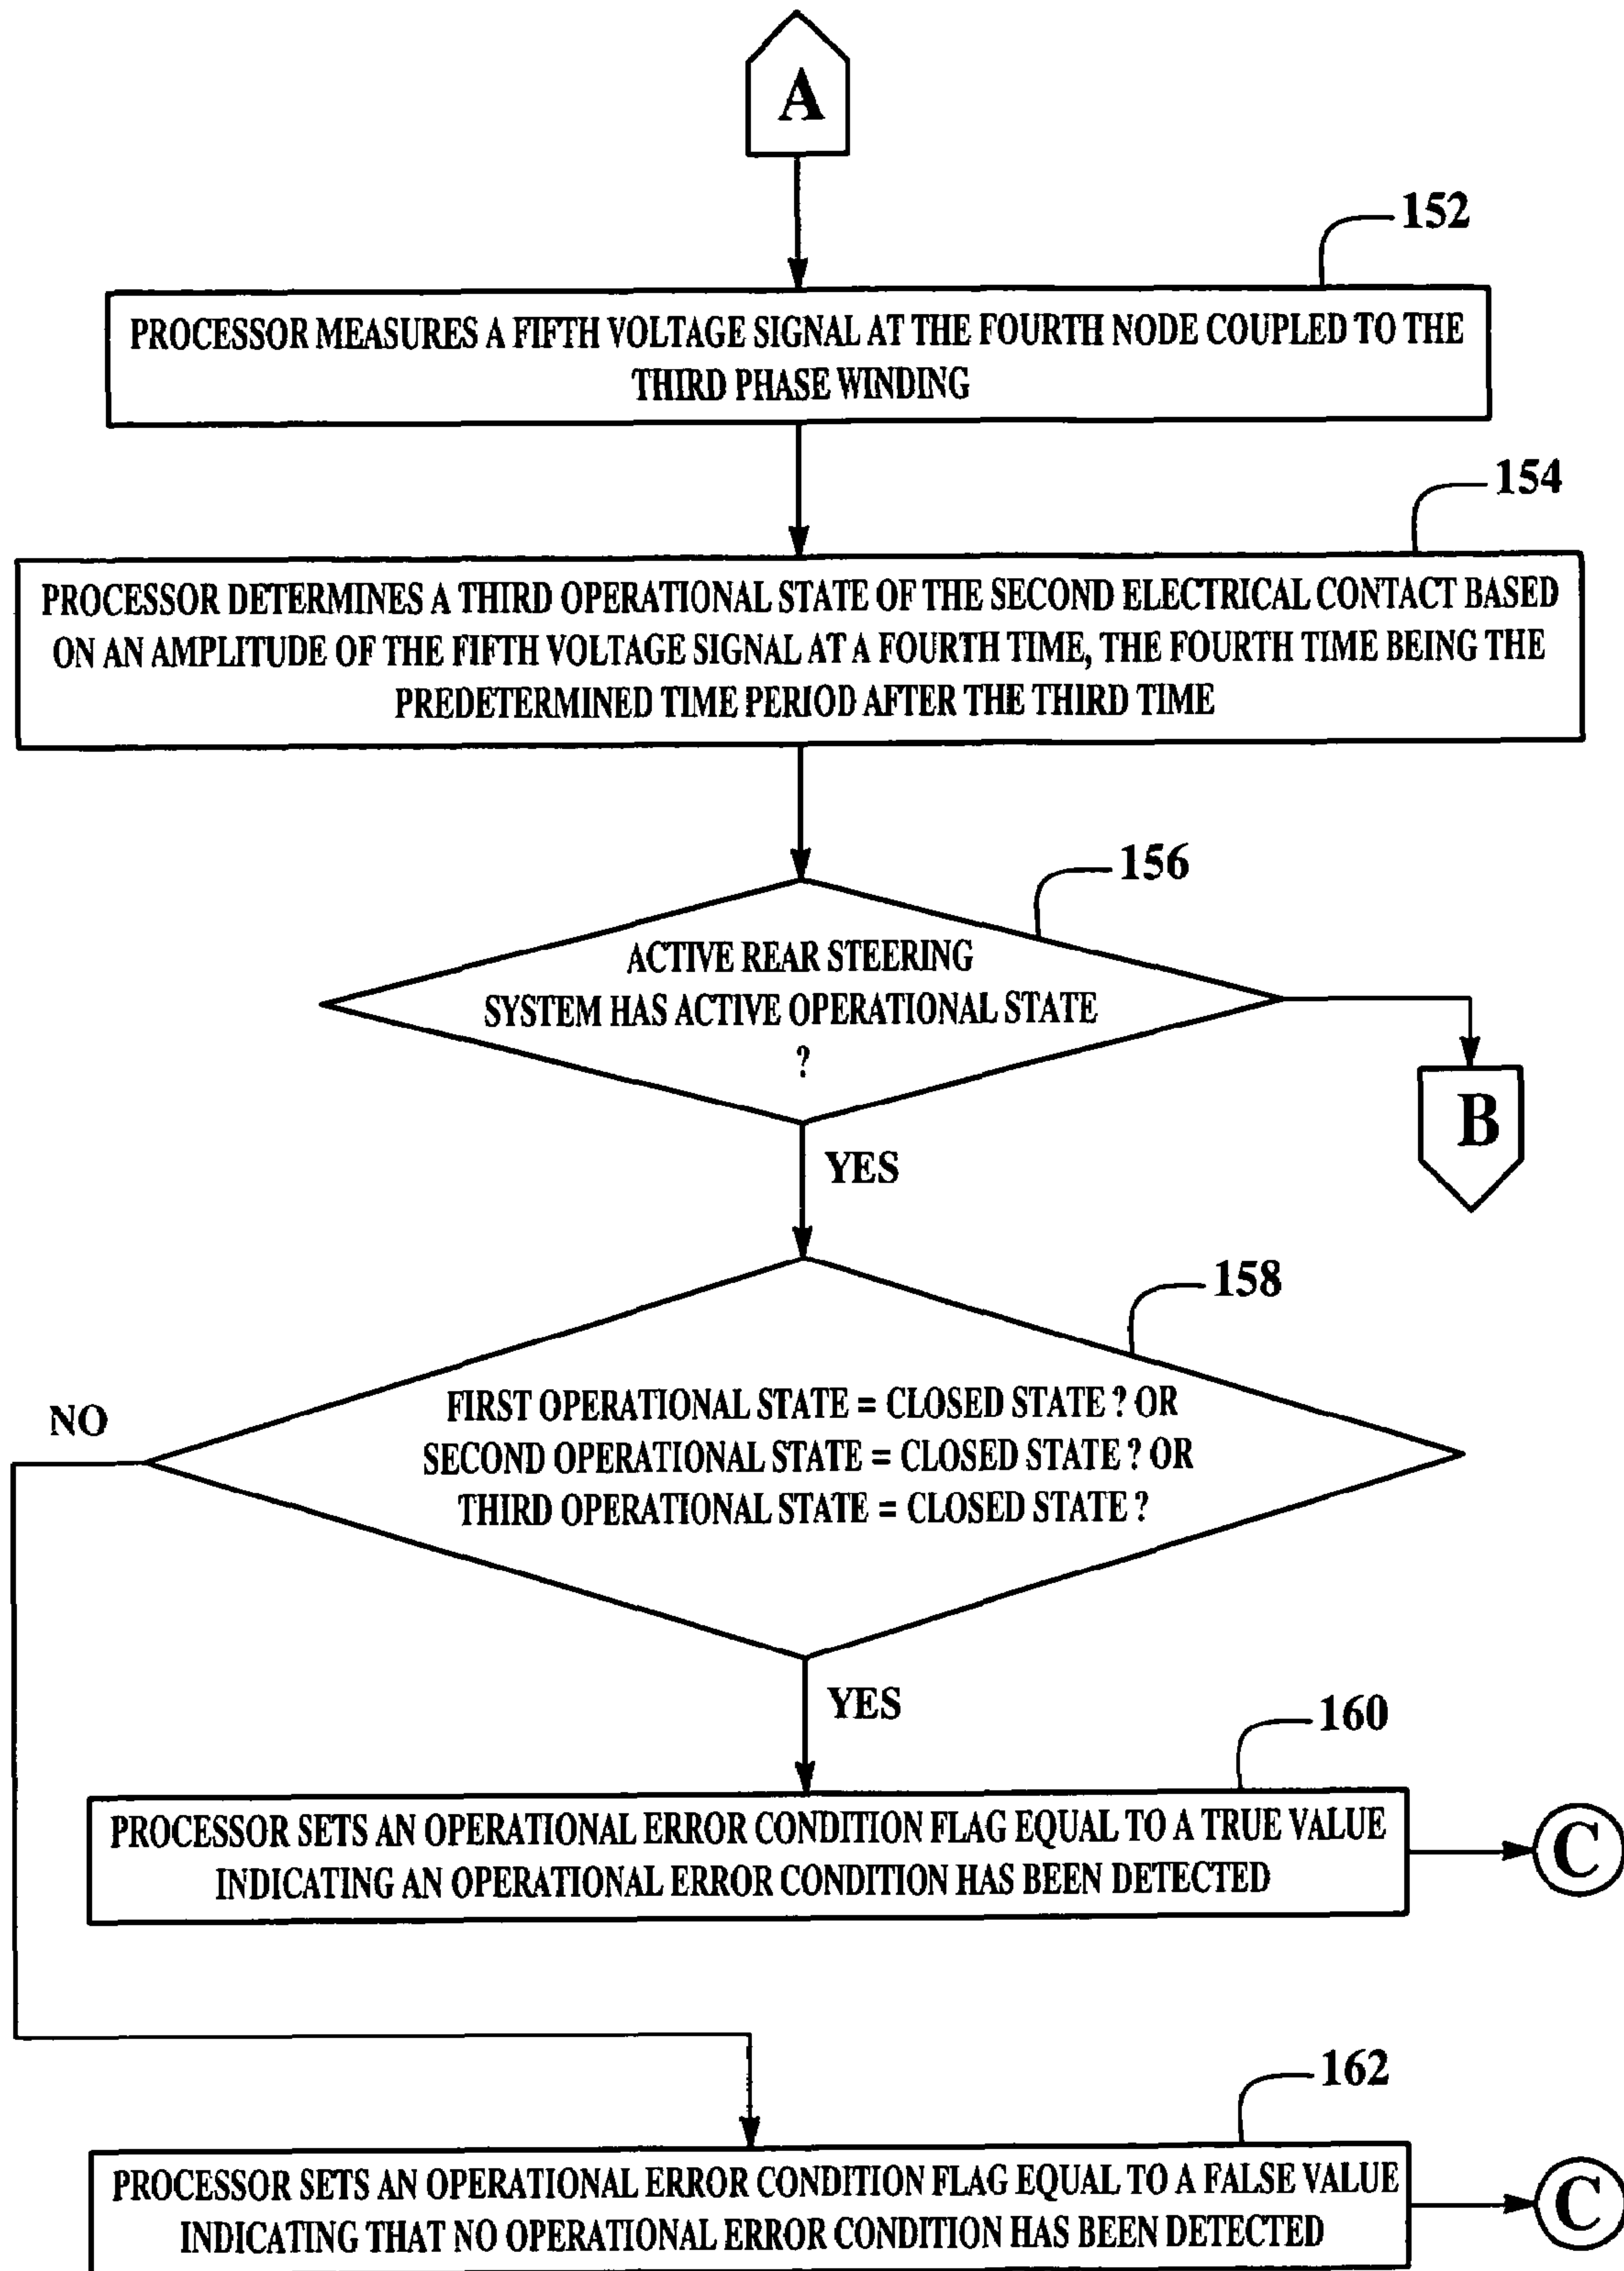 A
152
PROCESSOR MEASURES A FIFTH VOLTAGE SIGNAL AT THE FOURTH NODE COUPLED TO THE
THIRD PHASE WINDING
154
PROCESSOR DETERMINES A THIRD OPERATIONAL STATE OF THE SECOND ELECTRICAL CONTACT BASED
ON AN AMPLITUDE OF THE FIFTH VOLTAGE SIGNAL AT A FOURTH TIME, THE FOURTH TIME BEING THE
PREDETERMINED TIME PERIOD AFTER THE THIRD TIME
156
ACTIVE REAR STEERING
SYSTEM HAS ACTIVE OPERATIONAL STATE
?
B
YES
158
FIRST OPERATIONAL STATE = CLOSED STATE ? OR
SECOND OPERATIONAL STATE = CLOSED STATE ? OR
THIRD OPERATIONAL STATE = CLOSED STATE ?
NO
YES
160
PROCESSOR SETS AN OPERATIONAL ERROR CONDITION FLAG EQUAL TO A TRUE VALUE
INDICATING AN OPERATIONAL ERROR CONDITION HAS BEEN DETECTED
C
162
PROCESSOR SETS AN OPERATIONAL ERROR CONDITION FLAG EQUAL TO A FALSE VALUE
INDICATING THAT NO OPERATIONAL ERROR CONDITION HAS BEEN DETECTED
C